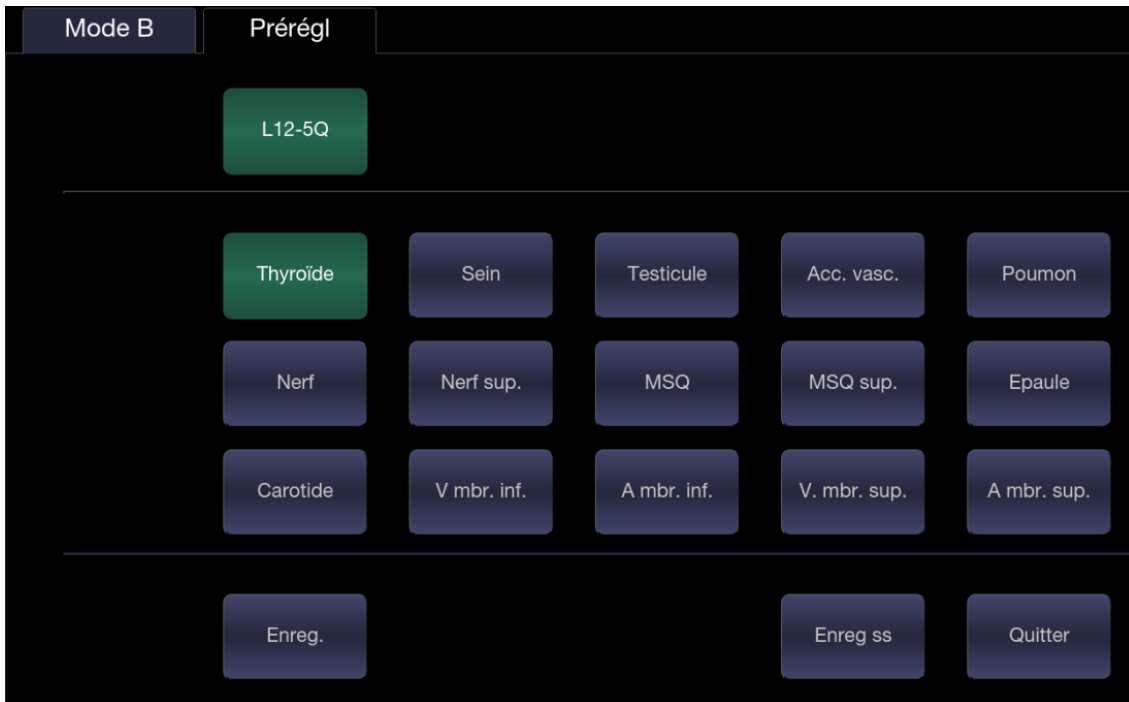 Mode B Prérégl
L12-5Q
Thyroïde Sein Testicule Acc. vasc. Poumon
Nerf Nerf sup. MSQ MSQ sup. Epaule
Carotide V mbr. inf. A mbr. inf. V. mbr. sup. A mbr. sup.
Enreg. Enreg ss Quitter